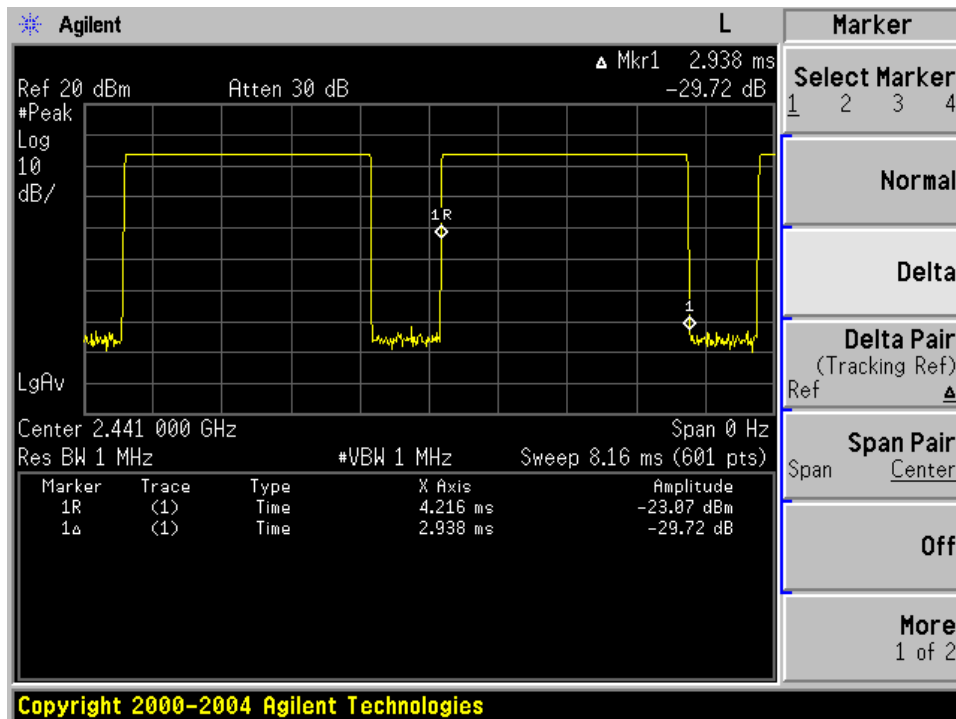 Agilent L
Δ Mkr1 2.938 ms
Ref 20 dBm Atten 30 dB -29.72 dB
#Peak
Log
10
dB/
1R
1
LgAv
Center 2.441 000 GHz Span 0 Hz
Res BW 1 MHz #VBW 1 MHz Sweep 8.16 ms (601 pts)
Marker Trace Type X Axis Amplitude
1R (1) Time 4.216 ms -23.07 dBm
1Δ (1) Time 2.938 ms -29.72 dB
Marker
Select Marker
1 2 3 4
Normal
Delta
Delta Pair
(Tracking Ref)
Ref Δ
Span Pair
Span Center
Off
More
1 of 2
Copyright 2000-2004 Agilent Technologies